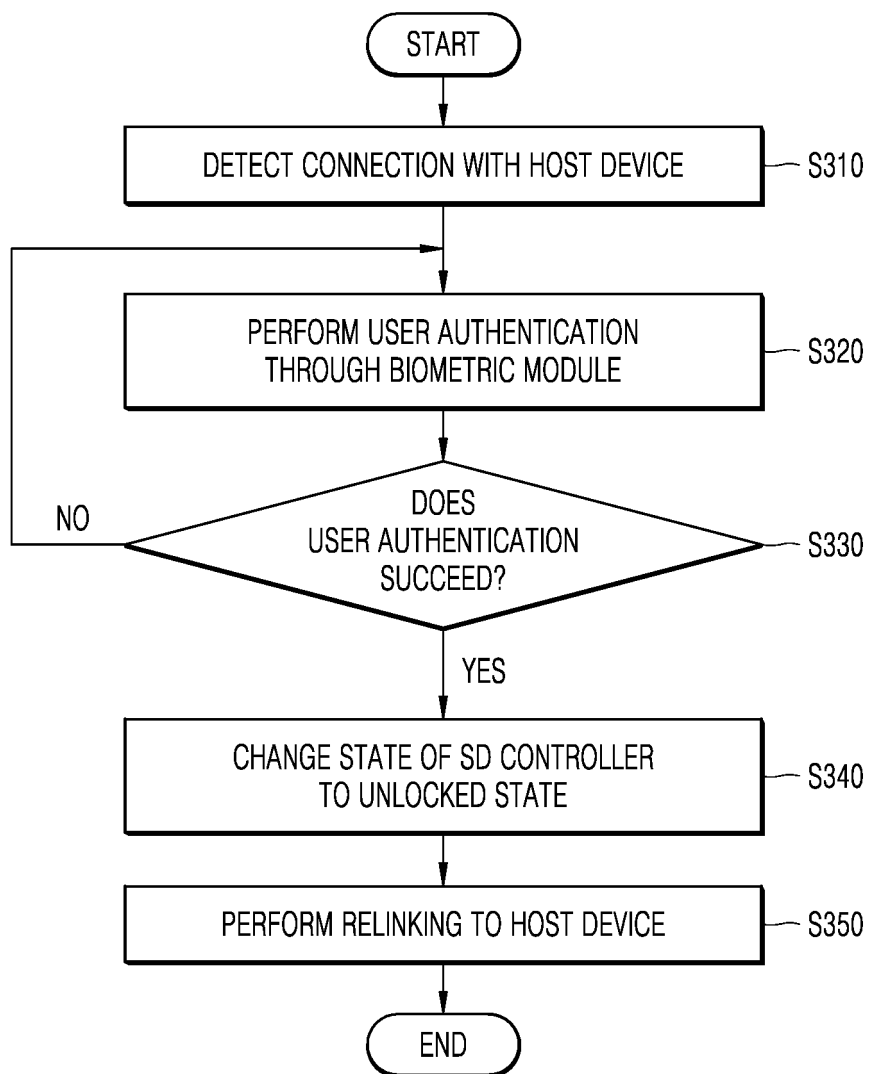 START
DETECT CONNECTION WITH HOST DEVICE
S310
PERFORM USER AUTHENTICATION
THROUGH BIOMETRIC MODULE
S320
DOES
USER AUTHENTICATION
SUCCEED?
S330
NO
YES
CHANGE STATE OF SD CONTROLLER
TO UNLOCKED STATE
S340
PERFORM RELINKING TO HOST DEVICE
S350
END